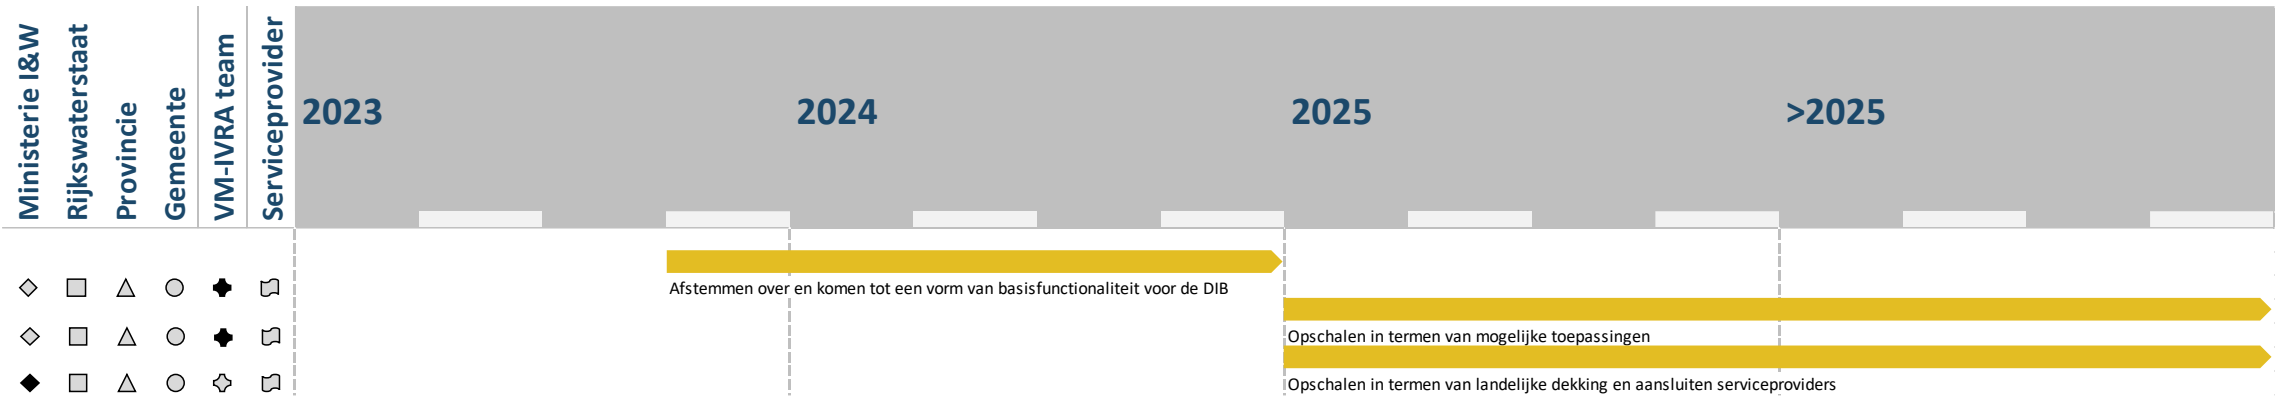 Ministerie I&W
Rijkswaterstaat
Provincie
Gemeente
VM-IVRA team
Serviceprovider
2023
2024
2025
>2025
Afstemmen over en komen tot een vorm van basisfunctionaliteit voor de DIB
Opschalen in termen van mogelijke toepassingen
Opschalen in termen van landelijke dekking en aansluiten serviceproviders